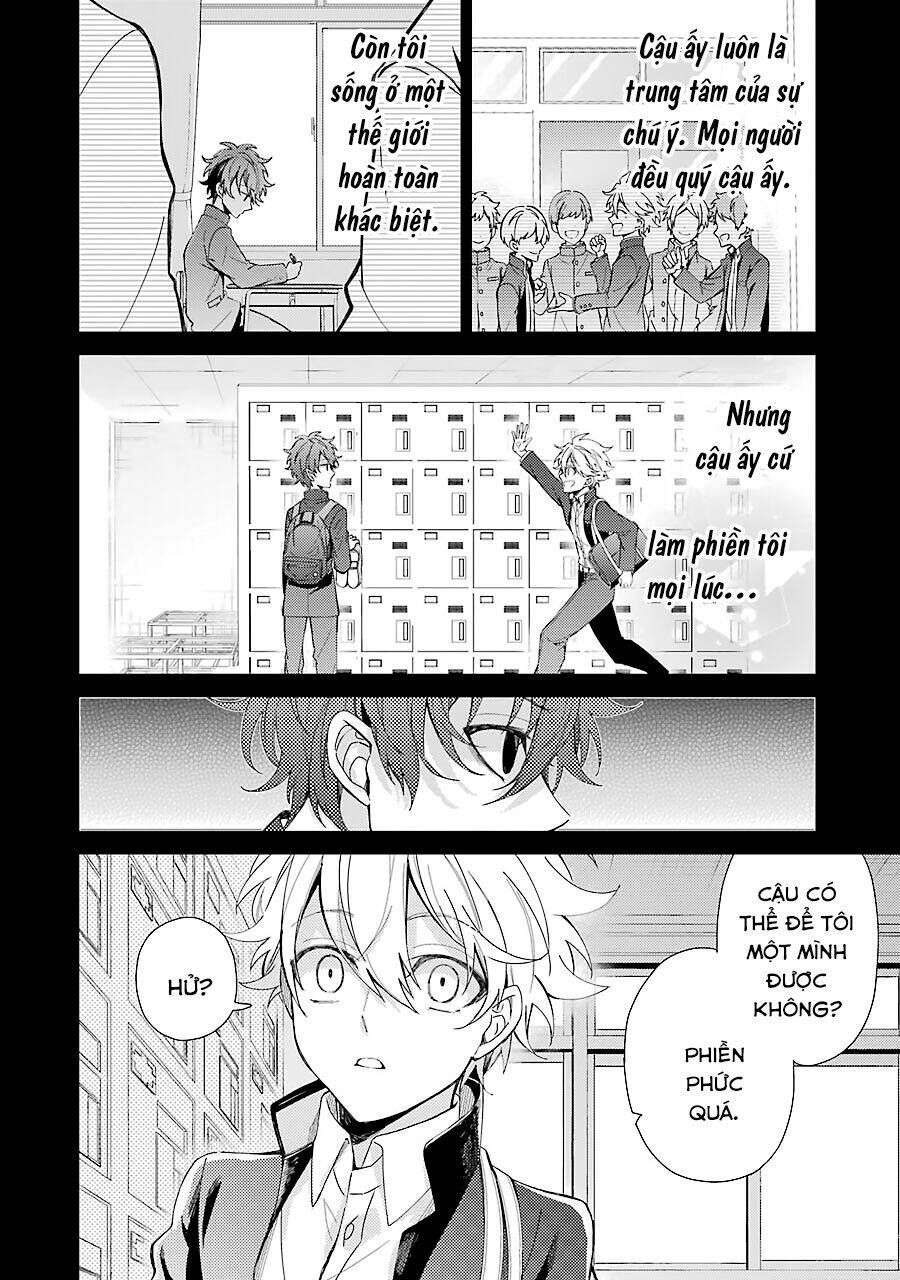 Cậu ấy luôn là
trung tâm của sự
chú ý. Mọi người
đều quý cậu ấy.
Còn tôi
sống ở một
thế giới
hoàn toàn
khác biệt.
Nhưng
cậu ấy cứ
làm phiền tôi
mọi lúc...
CẬU CÓ
THỂ ĐỂ TÔI
MỘT MÌNH
ĐƯỢC
KHÔNG?
PHIỀN
PHỨC
QUÁ.
HỬ?